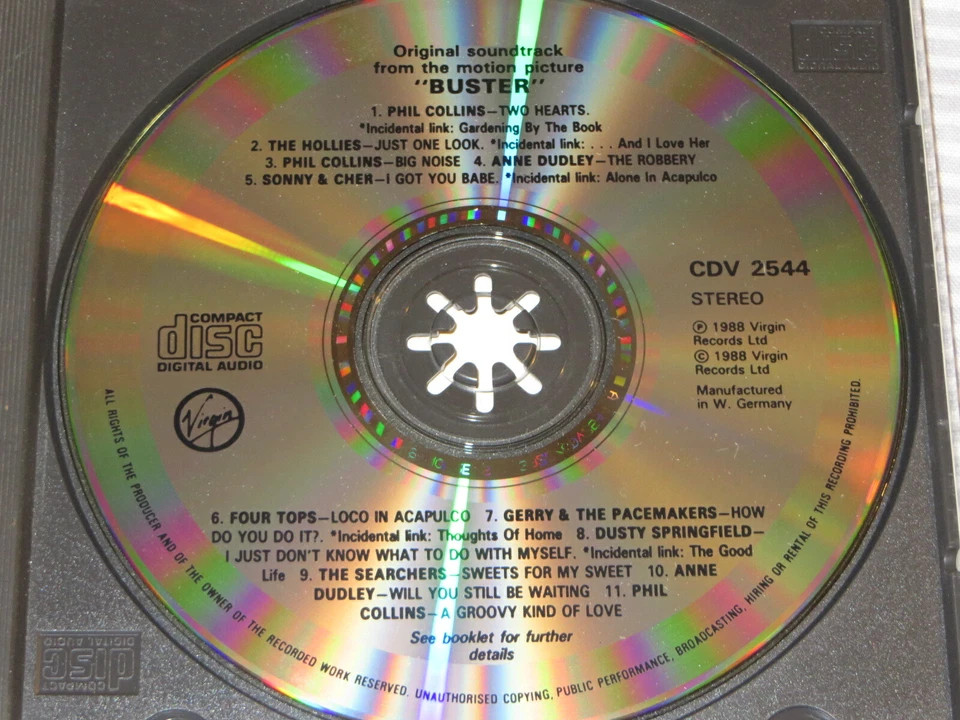 Original soundtrack
from the motion picture
"BUSTER"
1. PHIL COLLINS–TWO HEARTS.
*Incidental link: Gardening By The Book
2. THE HOLLIES–JUST ONE LOOK. *Incidental link: . . . And I Love Her
3. PHIL COLLINS–BIG NOISE 4. ANNE DUDLEY–THE ROBBERY
5. SONNY & CHER–I GOT YOU BABE. *Incidental link: Alone In Acapulco
COMPACT
disc
DIGITAL AUDIO
Virgin
CDV 2544
STEREO
℗ 1988 Virgin
Records Ltd
© 1988 Virgin
Records Ltd
Manufactured
in W. Germany
6. FOUR TOPS–LOCO IN ACAPULCO 7. GERRY & THE PACEMAKERS–HOW
DO YOU DO IT?. *Incidental link: Thoughts Of Home 8. DUSTY SPRINGFIELD–
I JUST DON'T KNOW WHAT TO DO WITH MYSELF. *Incidental link: The Good
Life 9. THE SEARCHERS–SWEETS FOR MY SWEET 10. ANNE
DUDLEY–WILL YOU STILL BE WAITING 11. PHIL
COLLINS–A GROOVY KIND OF LOVE
See booklet for further
details
ALL RIGHTS OF THE PRODUCER AND OF THE OWNER OF THE RECORDED WORK RESERVED. UNAUTHORISED COPYING, PUBLIC PERFORMANCE, BROADCASTING, HIRING OR RENTAL OF THIS RECORDING PROHIBITED.
COMPACT
disc
DIGITAL AUDIO
COMPACT
disc
DIGITAL AUDIO